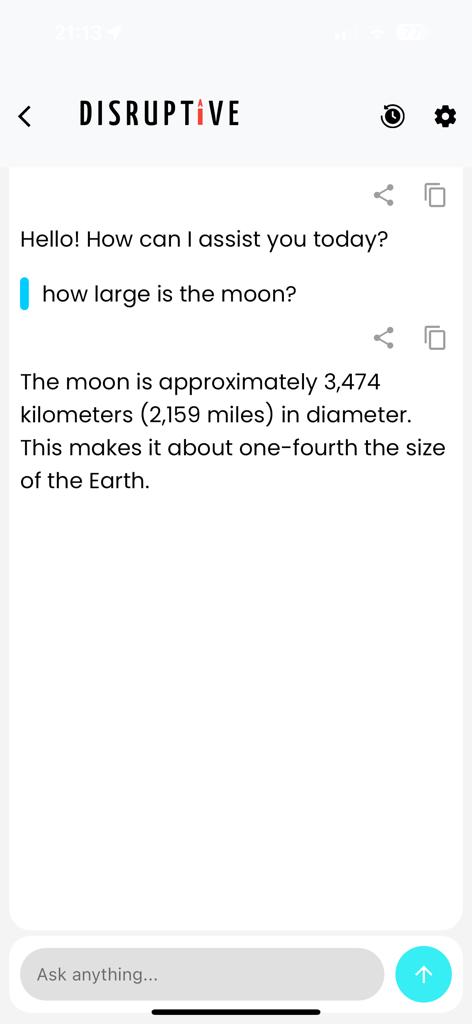 21:13
77
DISRUPTiVE
Hello! How can I assist you today?
how large is the moon?
The moon is approximately 3,474
kilometers (2,159 miles) in diameter.
This makes it about one-fourth the size
of the Earth.
Ask anything...